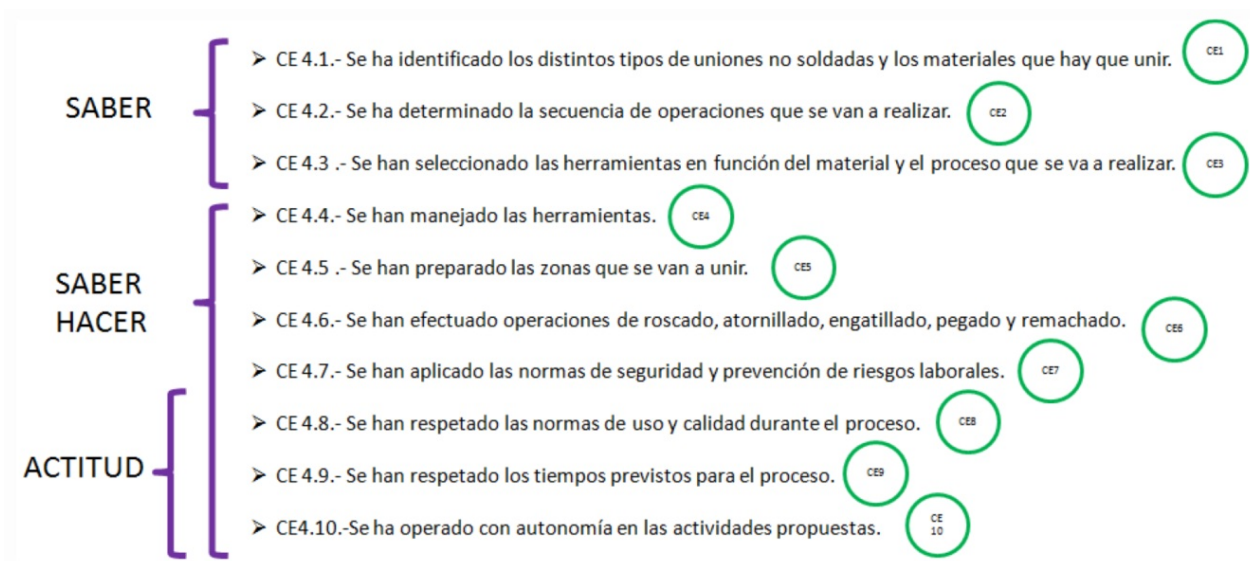 SABER
➢ CE 4.1.- Se ha identificado los distintos tipos de uniones no soldadas y los materiales que hay que unir.
CE1
➢ CE 4.2.- Se ha determinado la secuencia de operaciones que se van a realizar.
CE2
➢ CE 4.3 .- Se han seleccionado las herramientas en función del material y el proceso que se va a realizar.
CE3
SABER
HACER
➢ CE 4.4.- Se han manejado las herramientas.
CE4
➢ CE 4.5 .- Se han preparado las zonas que se van a unir.
CE5
➢ CE 4.6.- Se han efectuado operaciones de roscado, atornillado, engatillado, pegado y remachado.
CE6
➢ CE 4.7.- Se han aplicado las normas de seguridad y prevención de riesgos laborales.
CE7
ACTITUD
➢ CE 4.8.- Se han respetado las normas de uso y calidad durante el proceso.
CE8
➢ CE 4.9.- Se han respetado los tiempos previstos para el proceso.
CE9
➢ CE4.10.-Se ha operado con autonomía en las actividades propuestas.
CE
10